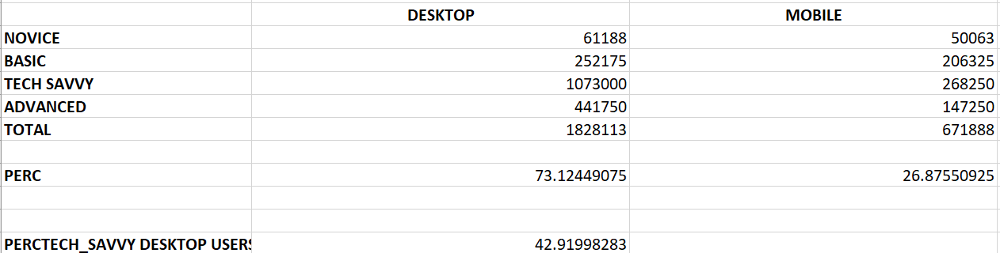 DESKTOP MOBILE
NOVICE 61188 50063
BASIC 252175 206325
TECH SAVVY 1073000 268250
ADVANCED 441750 147250
TOTAL 1828113 671888
PERC 73.12449075 26.87550925
PERCTECH_SAVVY DESKTOP USERS 42.91998283